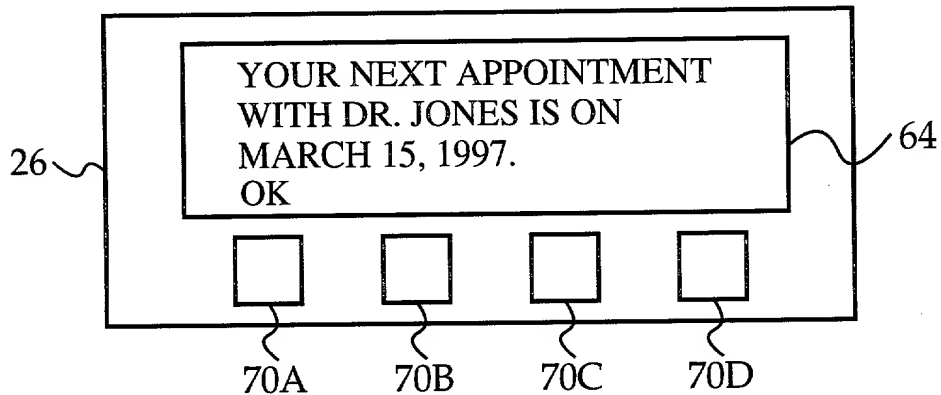 YOUR NEXT APPOINTMENT
WITH DR. JONES IS ON
MARCH 15, 1997.
OK
26
64
70A 70B 70C 70D